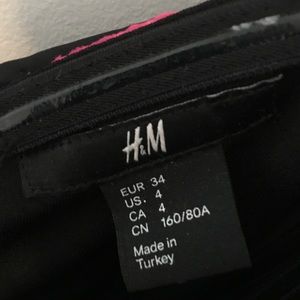 H&M
EUR 34
US. 4
CA 4
CN 160/80A
Made in
Turkey